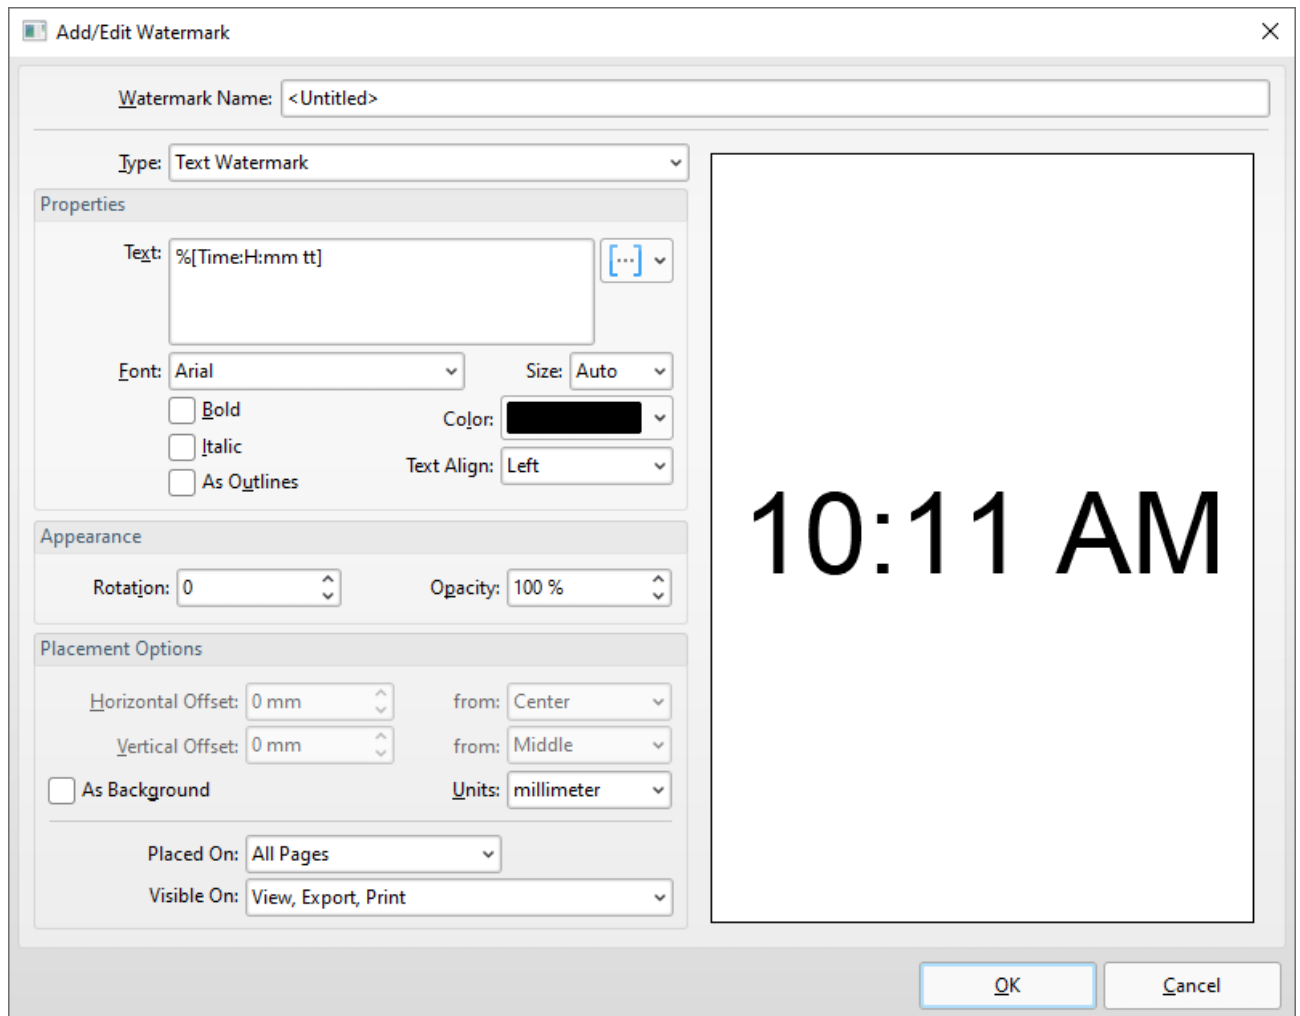 Add/Edit Watermark
Watermark Name: <Untitled>
Type: Text Watermark
Properties
Text: %[Time:H:mm tt]
[...]
Font: Arial
Size: Auto
Bold
Color:
Italic
Text Align: Left
As Outlines
10:11 AM
Appearance
Rotation: 0
Opacity: 100 %
Placement Options
Horizontal Offset: 0 mm
from: Center
Vertical Offset: 0 mm
from: Middle
As Background
Units: millimeter
Placed On: All Pages
Visible On: View, Export, Print
OK
Cancel